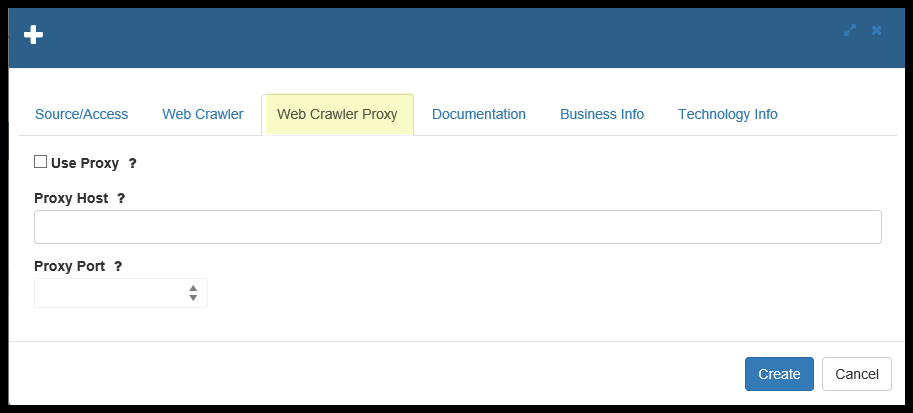 Source/Access Web Crawler Web Crawler Proxy Documentation Business Info Technology Info
Use Proxy ?
Proxy Host ?
Proxy Port ?
Create Cancel